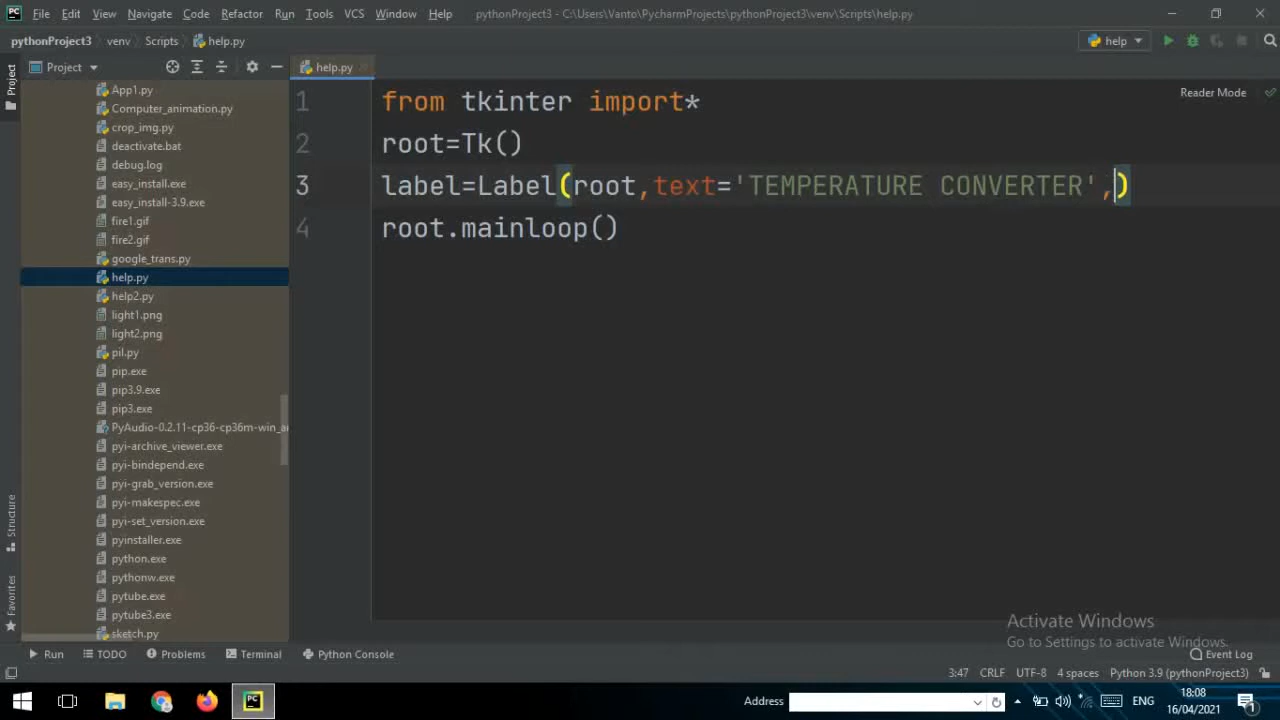 File Edit View Navigate Code Refactor Run Tools VCS Window Help pythonProject3 - C:\Users\Vanto\PycharmProjects\pythonProject3\venv\Scripts\help.py
pythonProject3 venv Scripts help.py help
Project help.py
Project
App1.py
Computer_animation.py
crop_img.py
deactivate.bat
debug.log
easy_install.exe
easy_install-3.9.exe
fire1.gif
fire2.gif
google_trans.py
help.py
help2.py
light1.png
light2.png
pil.py
pip.exe
pip3.9.exe
pip3.exe
PyAudio-0.2.11-cp36-cp36m-win_a
pyi-archive_viewer.exe
pyi-bindepend.exe
pyi-grab_version.exe
pyi-makespec.exe
pyi-set_version.exe
pyinstaller.exe
python.exe
pythonw.exe
pytube.exe
pytube3.exe
sketch.py
Structure
Favorites
Reader Mode
1 from tkinter import*
2 root=Tk()
3 label=Label(root,text='TEMPERATURE CONVERTER',)
4 root.mainloop()
Activate Windows
Go to Settings to activate Windows.
Run TODO Problems Terminal Python Console Event Log
3:47 CRLF UTF-8 4 spaces Python 3.9 (pythonProject3)
Address ENG 18:08
16/04/2021
1